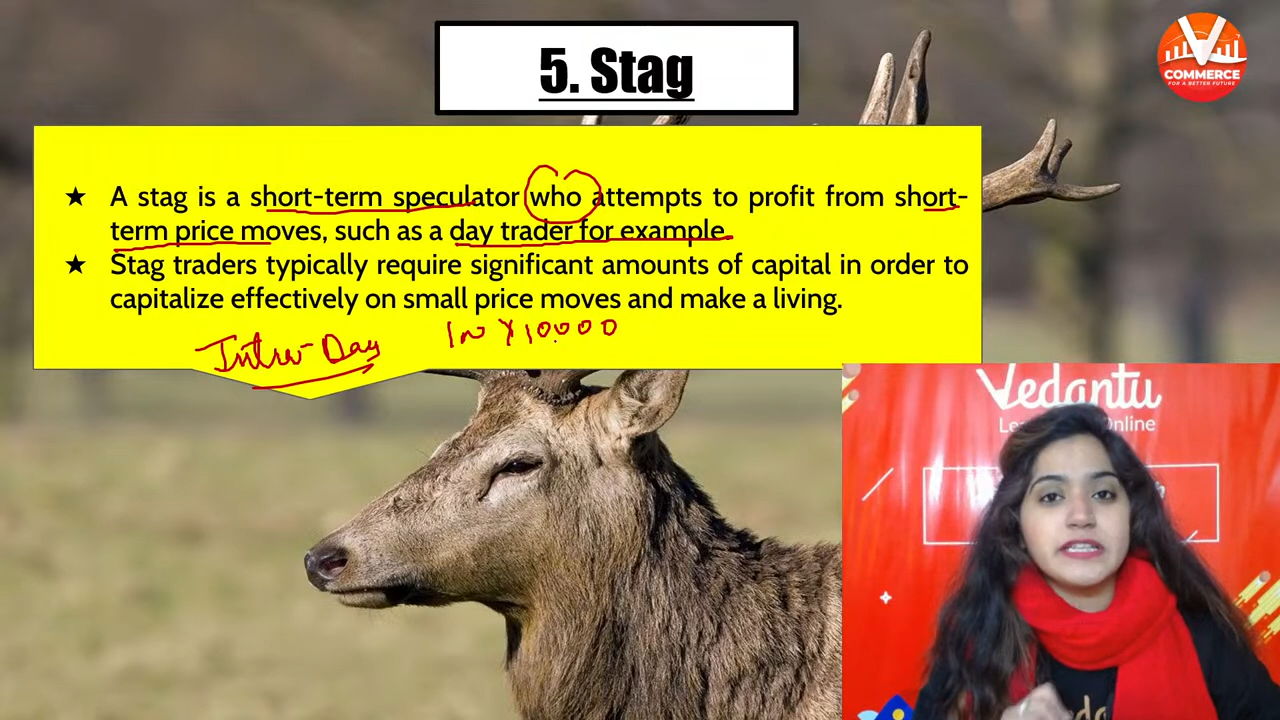 5. Stag
COMMERCE
FOR A BETTER FUTURE
★ A stag is a short-term speculator who attempts to profit from short-
term price moves, such as a day trader for example.
★ Stag traders typically require significant amounts of capital in order to
capitalize effectively on small price moves and make a living.
Intra-Day
X 10,000
Vedantu
Online